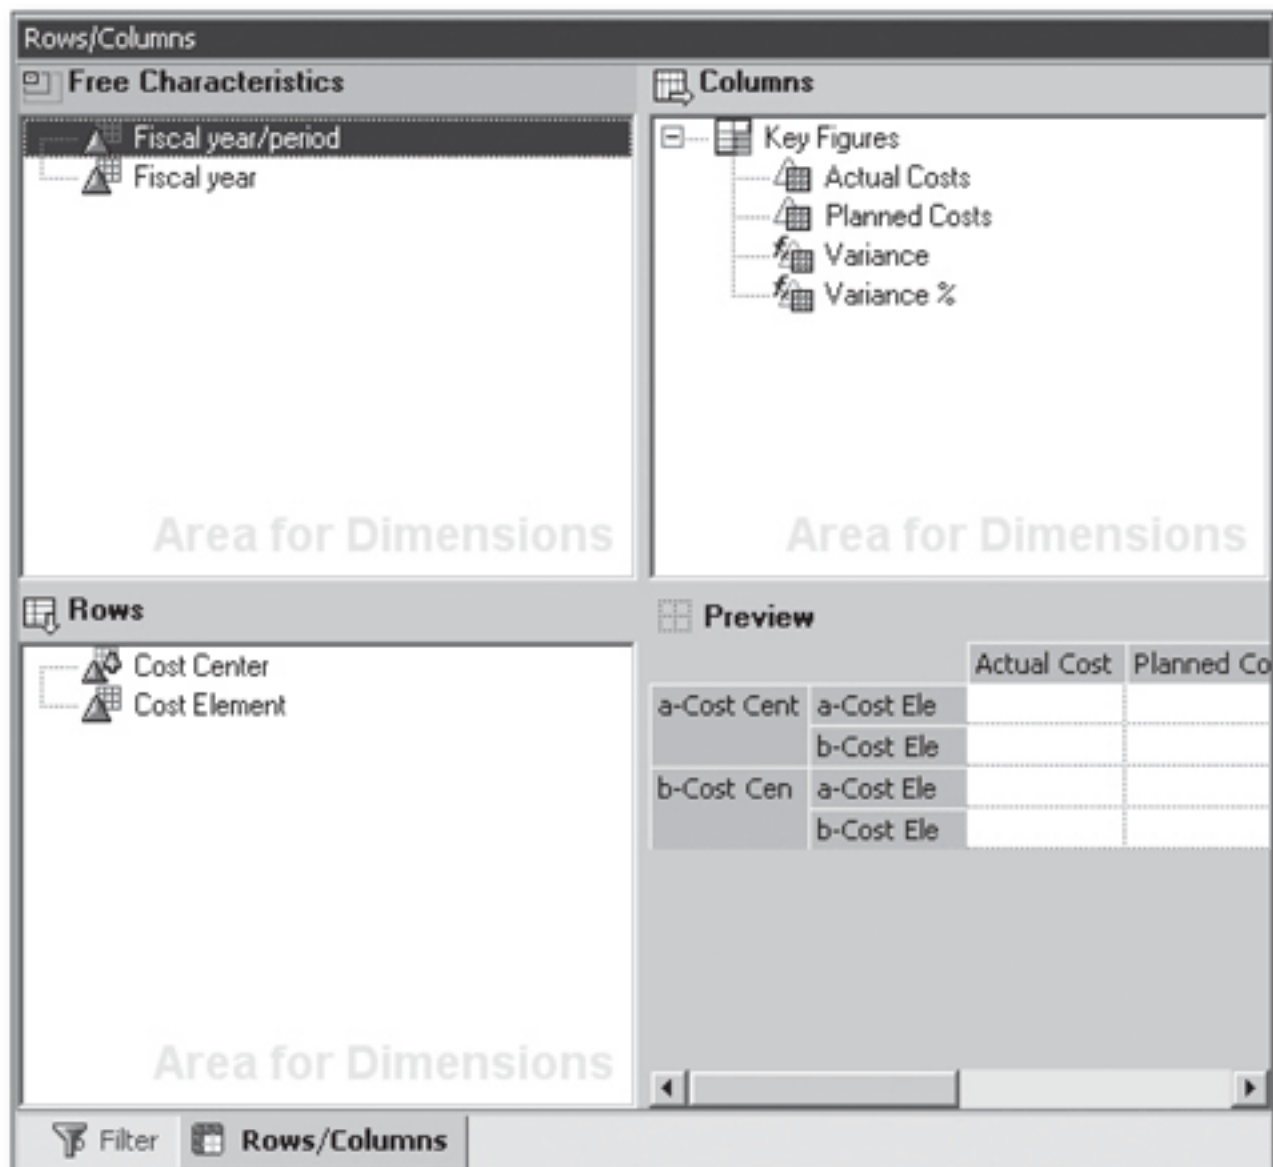 Rows/Columns
Free Characteristics
Fiscal year/period
Fiscal year
Area for Dimensions
Columns
Key Figures
Actual Costs
Planned Costs
Variance
Variance %
Area for Dimensions
Rows
Cost Center
Cost Element
Area for Dimensions
Preview
Actual Cost Planned Co
a-Cost Cent a-Cost Ele
b-Cost Ele
b-Cost Cen a-Cost Ele
b-Cost Ele
Filter Rows/Columns